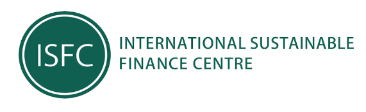 ISFC
INTERNATIONAL SUSTAINABLE
FINANCE CENTRE